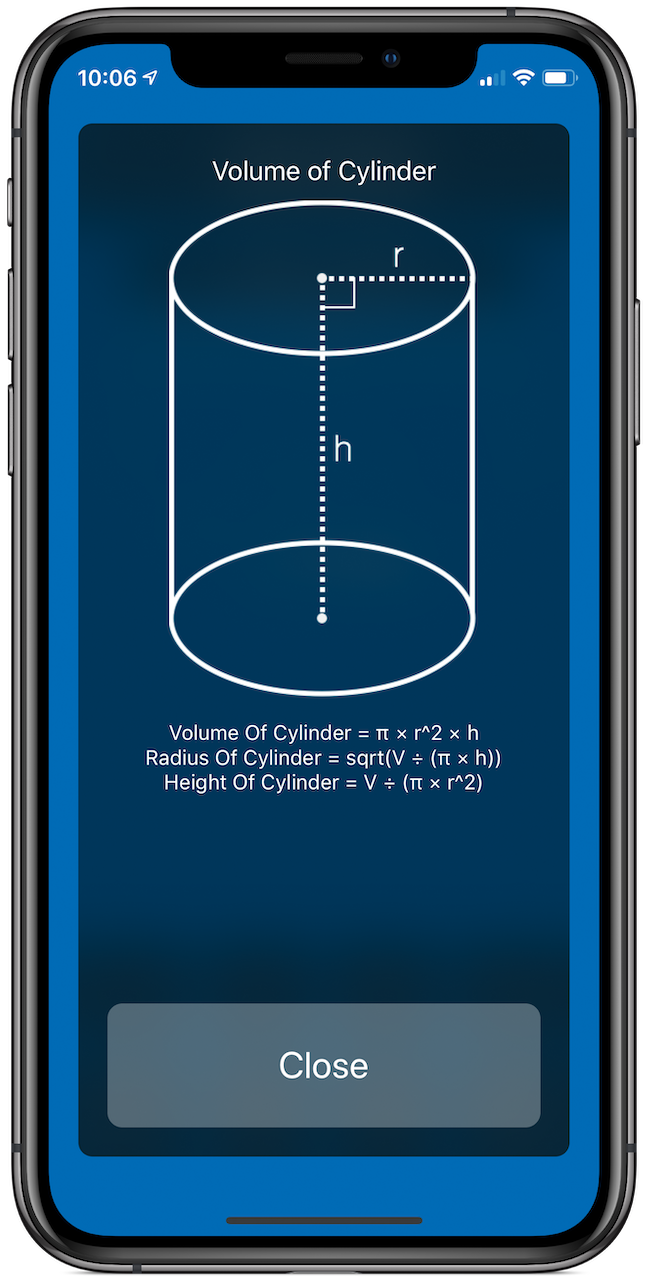 10:06
Volume of Cylinder
r
h
Volume Of Cylinder = π × r^2 × h
Radius Of Cylinder = sqrt(V ÷ (π × h))
Height Of Cylinder = V ÷ (π × r^2)
Close